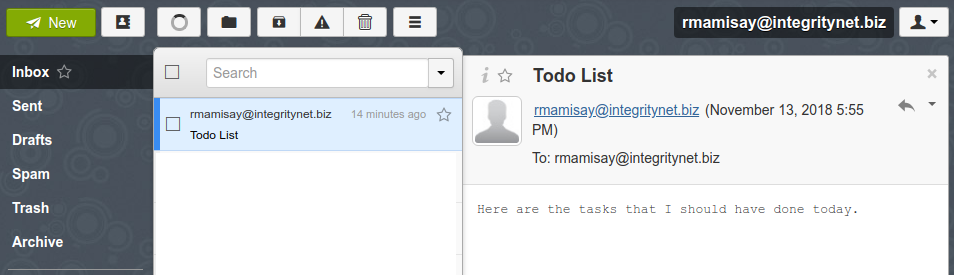 New
rmamisay@integritynet.biz
Inbox
Sent
Drafts
Spam
Trash
Archive
Search
rmamisay@integritynet.biz 14 minutes ago
Todo List
Todo List
rmamisay@integritynet.biz (November 13, 2018 5:55
PM)
To: rmamisay@integritynet.biz
Here are the tasks that I should have done today.